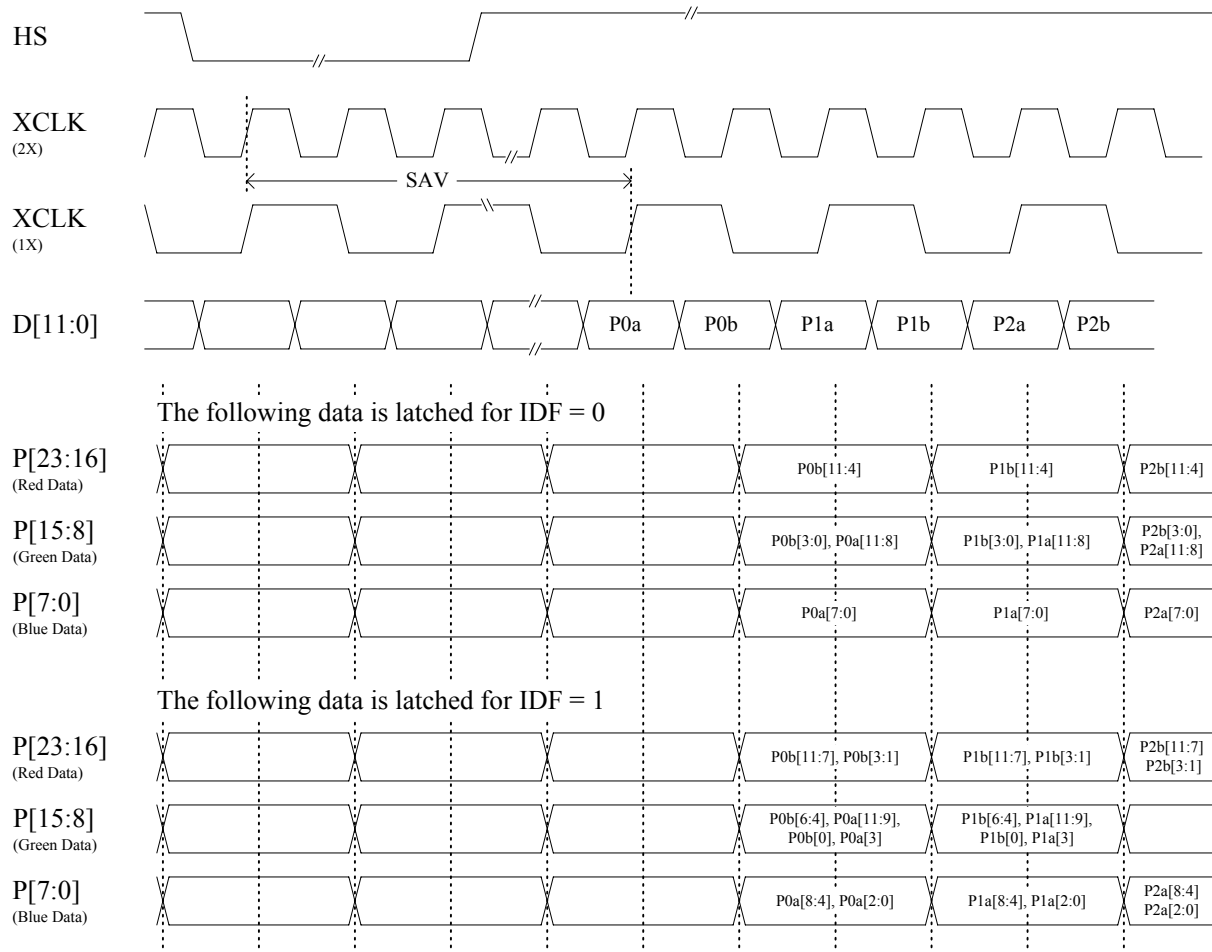 HS
XCLK
(2X)
SAV
XCLK
(1X)
D[11:0]
P0a
P0b
P1a
P1b
P2a
P2b
The following data is latched for IDF = 0
P[23:16]
(Red Data)
P0b[11:4]
P1b[11:4]
P2b[11:4]
P[15:8]
(Green Data)
P0b[3:0], P0a[11:8]
P1b[3:0], P1a[11:8]
P2b[3:0],
P2a[11:8]
P[7:0]
(Blue Data)
P0a[7:0]
P1a[7:0]
P2a[7:0]
The following data is latched for IDF = 1
P[23:16]
(Red Data)
P0b[11:7], P0b[3:1]
P1b[11:7], P1b[3:1]
P2b[11:7]
P2b[3:1]
P[15:8]
(Green Data)
P0b[6:4], P0a[11:9],
P0b[0], P0a[3]
P1b[6:4], P1a[11:9],
P1b[0], P1a[3]
P[7:0]
(Blue Data)
P0a[8:4], P0a[2:0]
P1a[8:4], P1a[2:0]
P2a[8:4]
P2a[2:0]